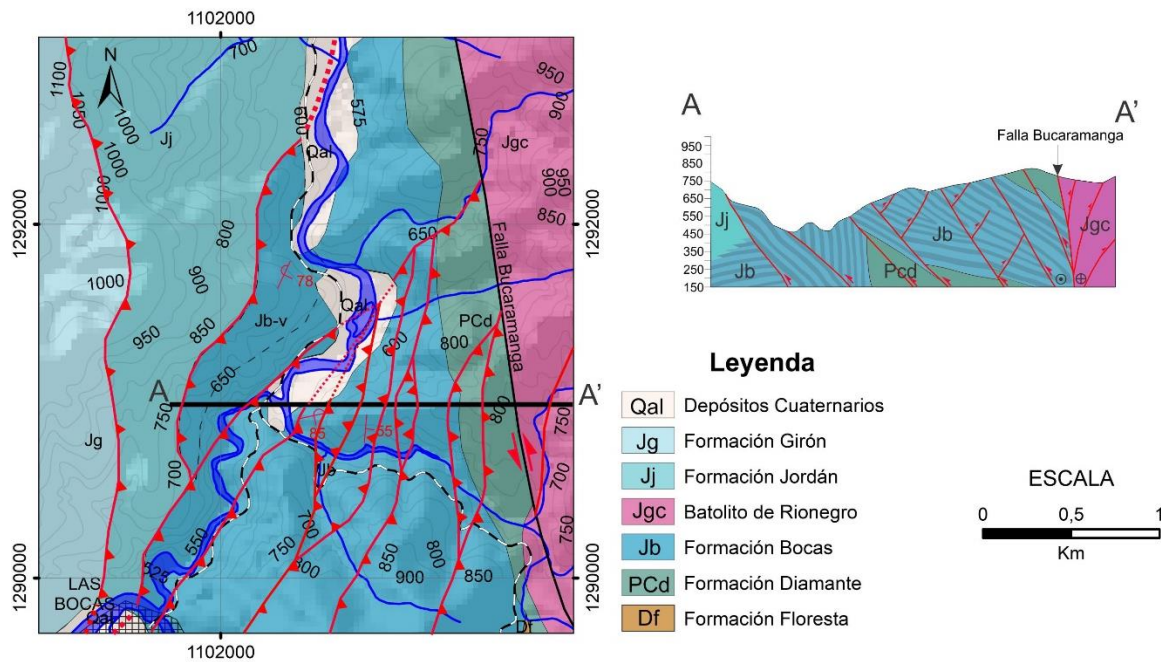 1102000
N
1100
1050
1000
1000
1000
Jj
700
600
Qal
575
750
Jgc
950
900
950
900
850
1292000
1292000
800
650
Falla Bucaramanga
1000
900
78
Jb-v
Qal
PCd
950
850
650
600
800
A
A'
750
800
750
Jg
85
55
700
Jb
700
550
700
750
800
850
900
800
850
750
1290000
1290000
LAS
BOCAS
Qal
525
Df
1102000
A
A'
Falla Bucaramanga
950
850
750
650
550
450
350
250
150
Jj
Jb
Pcd
Jb
Jgc
Leyenda
Qal Depósitos Cuaternarios
Jg Formación Girón
Jj Formación Jordán
Jgc Batolito de Rionegro
Jb Formación Bocas
PCd Formación Diamante
Df Formación Floresta
ESCALA
0 0,5 1
Km